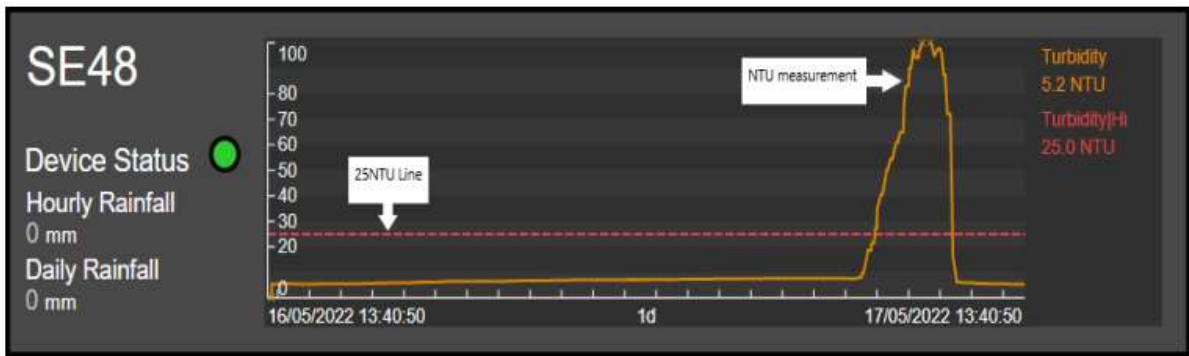 SE48
Device Status
Hourly Rainfall
0 mm
Daily Rainfall
0 mm
100
80
70
60
50
40
30
20
0
25NTU Line
NTU measurement
16/05/2022 13:40:50
1d
17/05/2022 13:40:50
Turbidity
5.2 NTU
Turbidity|Hi
25.0 NTU